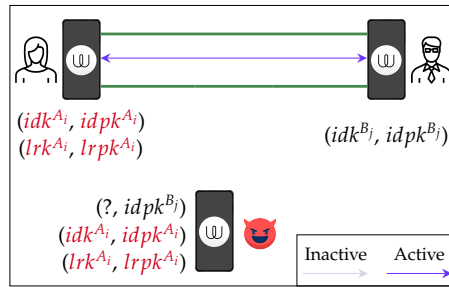 (idk^{A_i}, idpk^{A_i})
(lrk^{A_i}, lrpk^{A_i})
(idk^{B_j}, idpk^{B_j})
(?, idpk^{B_j})
(idk^{A_i}, idpk^{A_i})
(lrk^{A_i}, lrpk^{A_i})
Inactive Active